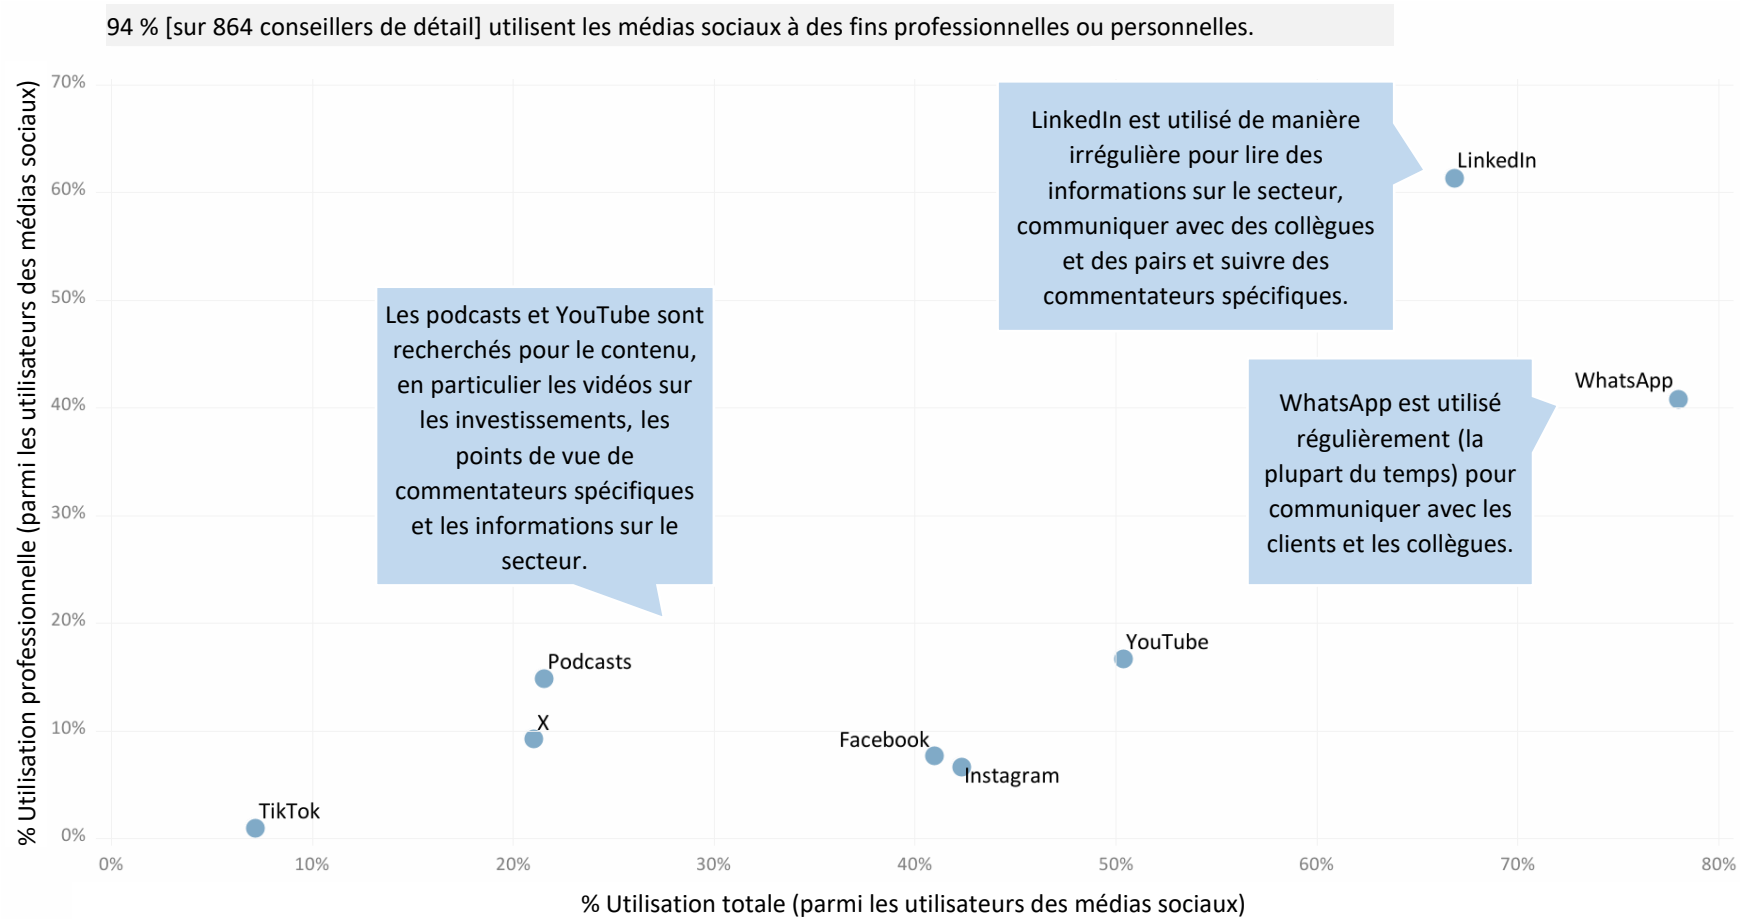 94 % [sur 864 conseillers de détail] utilisent les médias sociaux à des fins professionnelles ou personnelles.
% Utilisation professionnelle (parmi les utilisateurs des médias sociaux)
70%
60%
50%
40%
30%
20%
10%
0%
LinkedIn est utilisé de manière
irrégulière pour lire des
informations sur le secteur,
communiquer avec des collègues
et des pairs et suivre des
commentateurs spécifiques.
LinkedIn
Les podcasts et YouTube sont
recherchés pour le contenu,
en particulier les vidéos sur
les investissements, les
points de vue de
commentateurs spécifiques
et les informations sur le
secteur.
WhatsApp est utilisé
régulièrement (la
plupart du temps) pour
communiquer avec les
clients et les collègues.
WhatsApp
YouTube
Podcasts
X
Facebook
Instagram
TikTok
0%
10%
20%
30%
40%
50%
60%
70%
80%
% Utilisation totale (parmi les utilisateurs des médias sociaux)